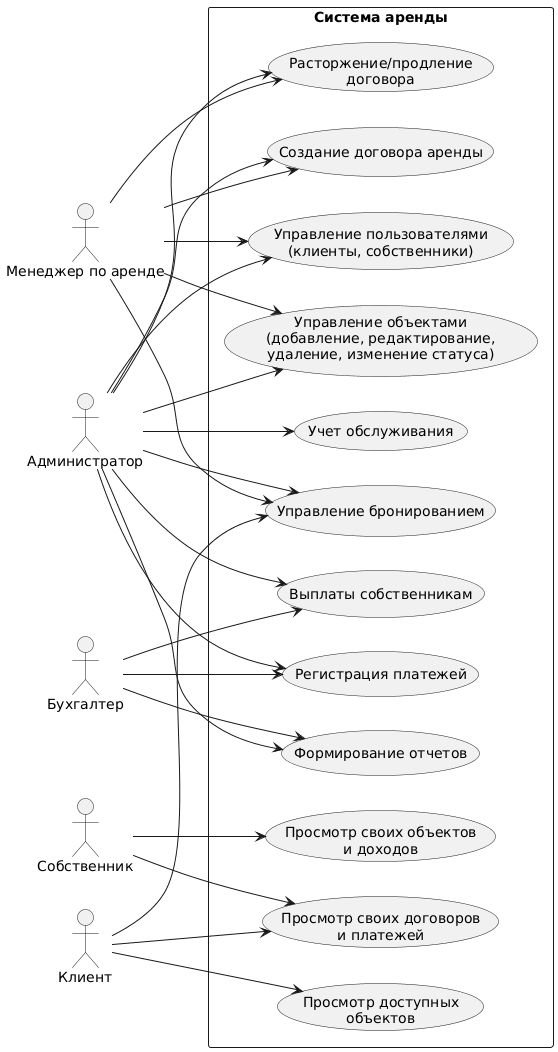 Система аренды
Расторжение/продление
договора
Создание договора аренды
Управление пользователями
(клиенты, собственники)
Менеджер по аренде
Управление объектами
(добавление, редактирование,
удаление, изменение статуса)
Учет обслуживания
Администратор
Управление бронированием
Выплаты собственникам
Регистрация платежей
Бухгалтер
Формирование отчетов
Просмотр своих объектов
и доходов
Собственник
Просмотр своих договоров
и платежей
Клиент
Просмотр доступных
объектов